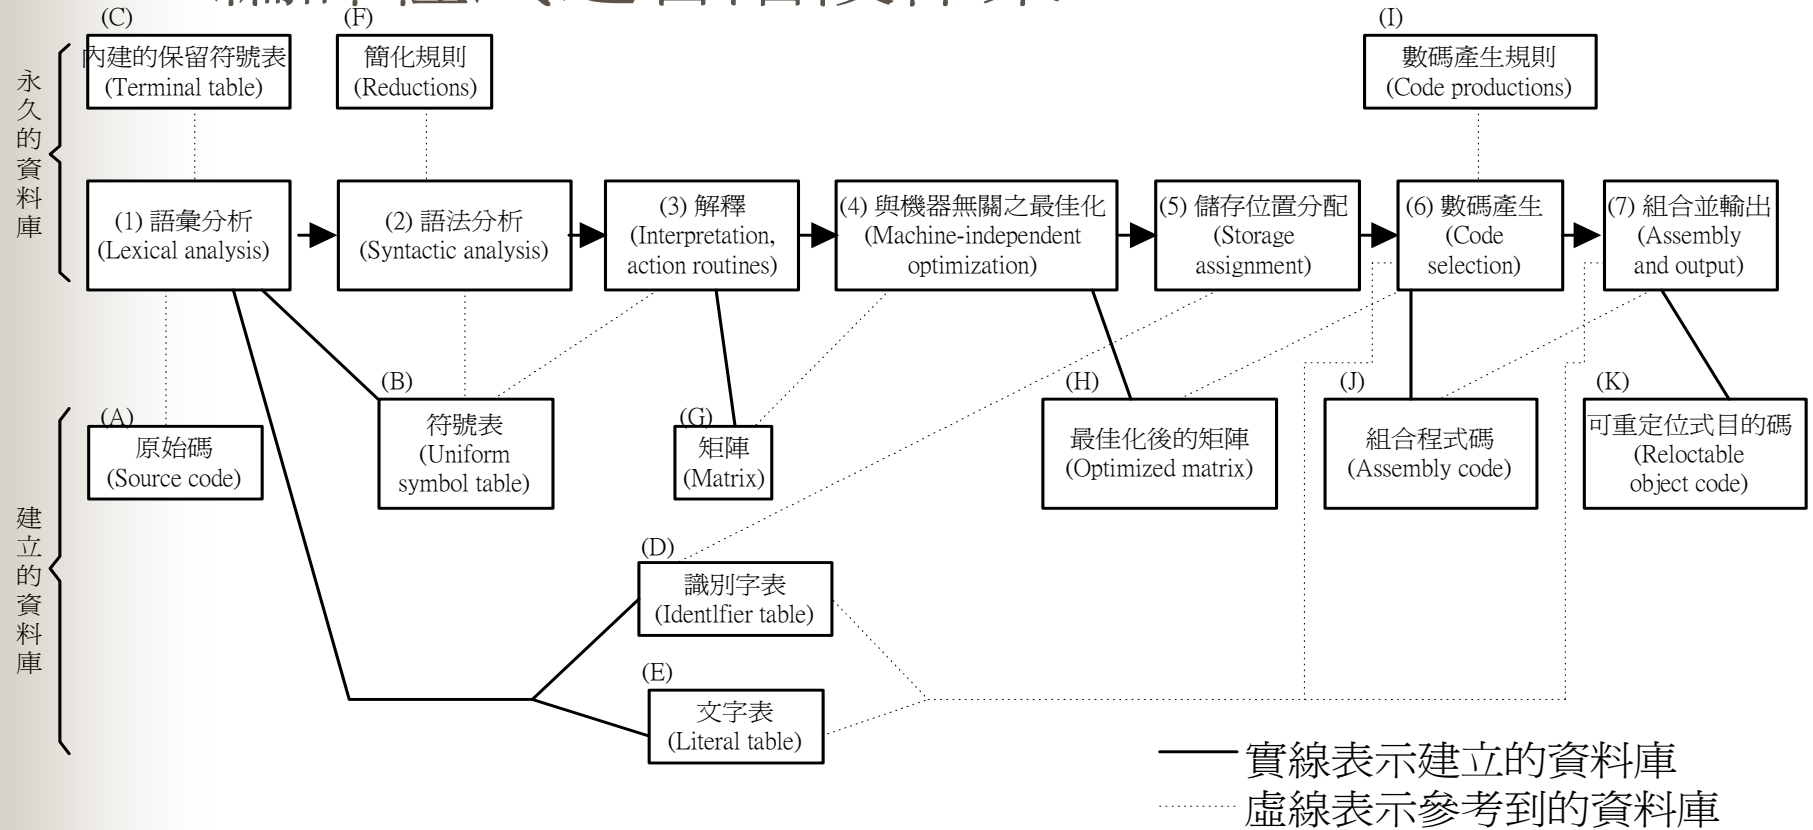 (C)
(F)
(I)
內建的保留符號表
(Terminal table)
簡化規則
(Reductions)
數碼產生規則
(Code productions)
永久的資料庫
(1) 語彙分析
(Lexical analysis)
(2) 語法分析
(Syntactic analysis)
(3) 解釋
(Interpretation,
action routines)
(4) 與機器無關之最佳化
(Machine-independent
optimization)
(5) 儲存位置分配
(Storage
assignment)
(6) 數碼產生
(Code
selection)
(7) 組合並輸出
(Assembly
and output)
建立的資料庫
(A)
原始碼
(Source code)
(B)
符號表
(Uniform
symbol table)
(G)
矩陣
(Matrix)
(H)
最佳化後的矩陣
(Optimized matrix)
(J)
組合程式碼
(Assembly code)
(K)
可重定位式目的碼
(Reloctable
object code)
(D)
識別字表
(Identlfier table)
(E)
文字表
(Literal table)
實線表示建立的資料庫
虛線表示參考到的資料庫